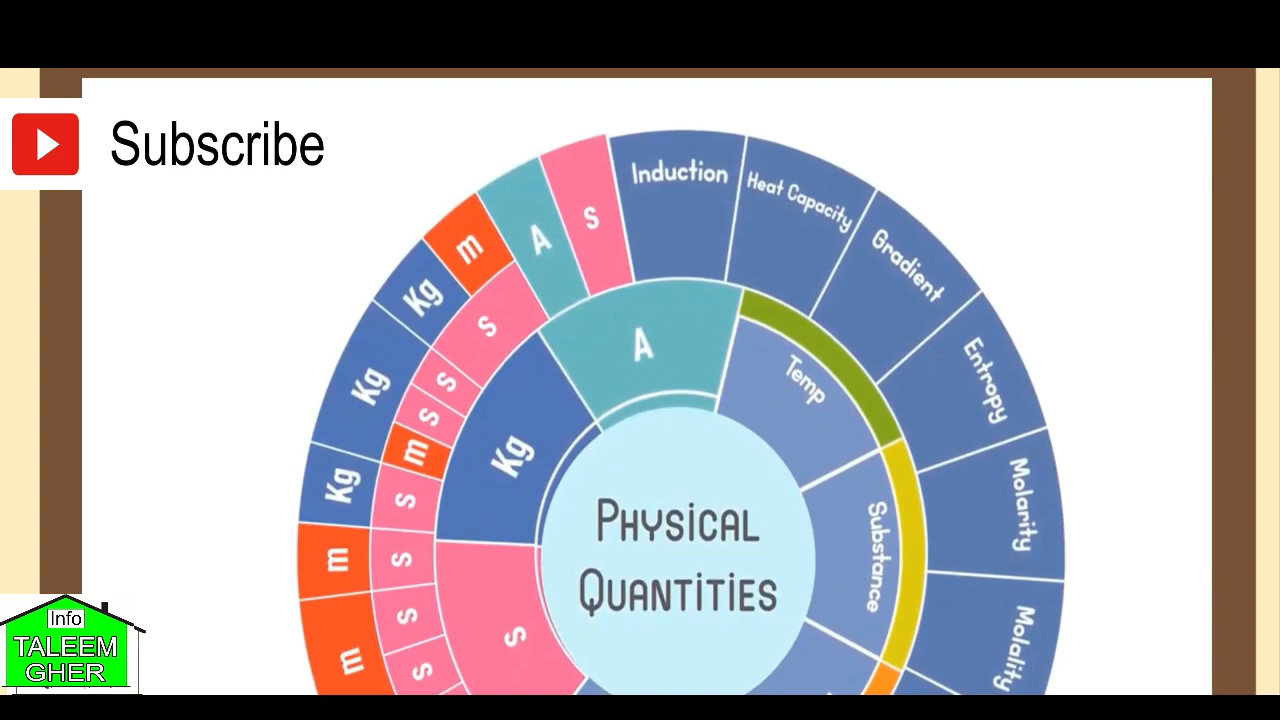 Subscribe
Induction
Heat Capacity
Gradient
Entropy
Molarity
Molality
s
A
m
Kg
s
Kg
s
s
m
Kg
s
m
s
m
s
s
A
Kg
s
Temp
Substance
PHYSICAL
QUANTITIES
Info
TALEEM
GHER